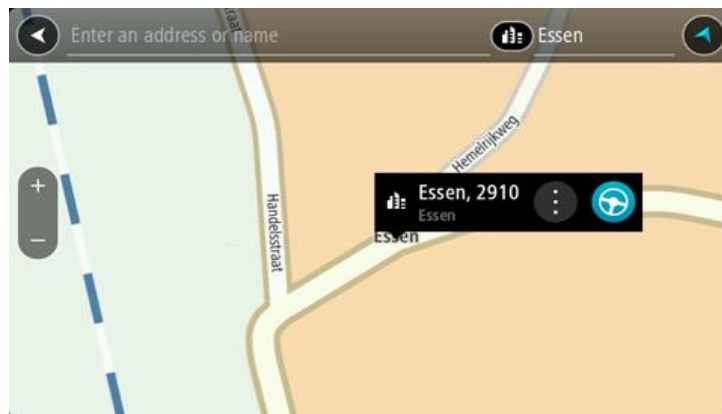 Enter an address or name
Essen
Hemelrijkweg
Essen, 2910
Essen
Essen
Handelsstraat